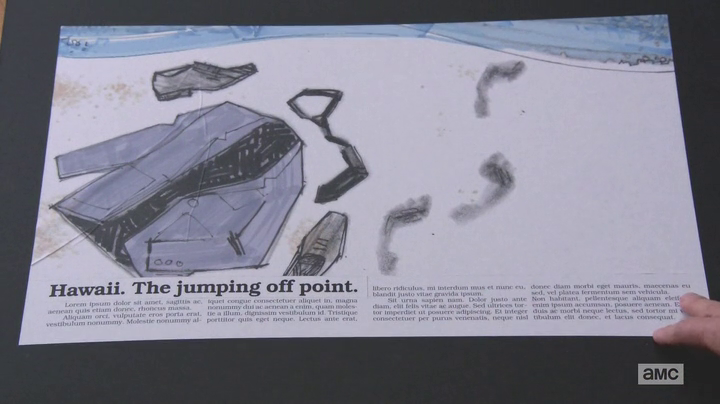 Hawaii. The jumping off point.
Lorem ipsum dolor sit amet, sagittis ac,
aenean quis etiam donec, rhoncus massa.
Aliquam orci, vulputate eros porta erat,
vestibulum nonummy. Molestie nonummy al-
eget congue consectetuer aliquet in, magna
nonummy dui ac aenean a enim, quam moles-
tie a illum, dignissim vestibulum id. Tristique
porttitor quis eget neque. Lectus ante erat,
libero ridiculus, mi interdum mus et nunc eu,
blandit justo vitae gravida ipsum.
Sit urna sapien nam. Dolor justo ante
diam elit felis vitae ac augue. Sed ultrices tor-
tor imperdiet ut posuere adipiscing. Et integer
consectetuer per purus venenatis, neque nisl
donec diam morbi eget mauris, maecenas eu
sed, vel platea fermentum sem vehicula.
Non habitant, pellentesque aliquam
enim ipsum accumsan, posuere aenean.
duis ac morbi neque lectus, sed tortor mi
tibulum elit donec, et lacus consequat.
amc